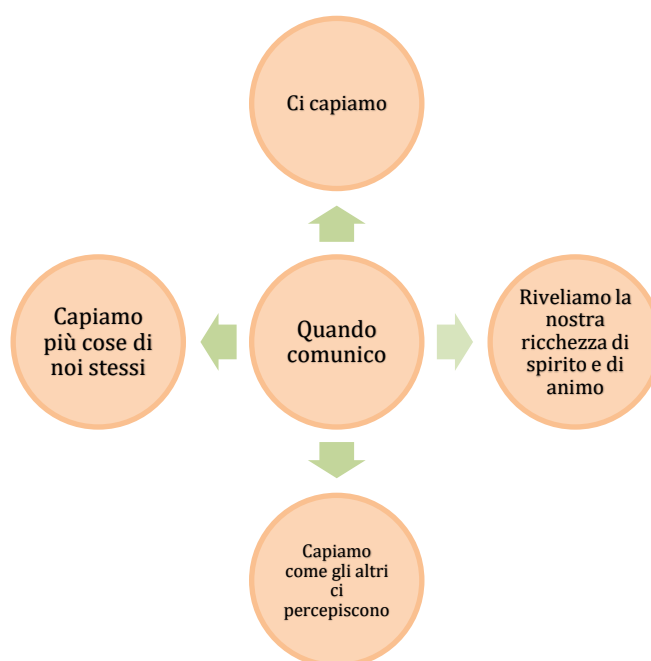 Ci capiamo
Capiamo
più cose di
noi stessi
Quando
comunico
Riveliamo la
nostra
ricchezza di
spirito e di
animo
Capiamo
come gli altri
ci
percepiscono